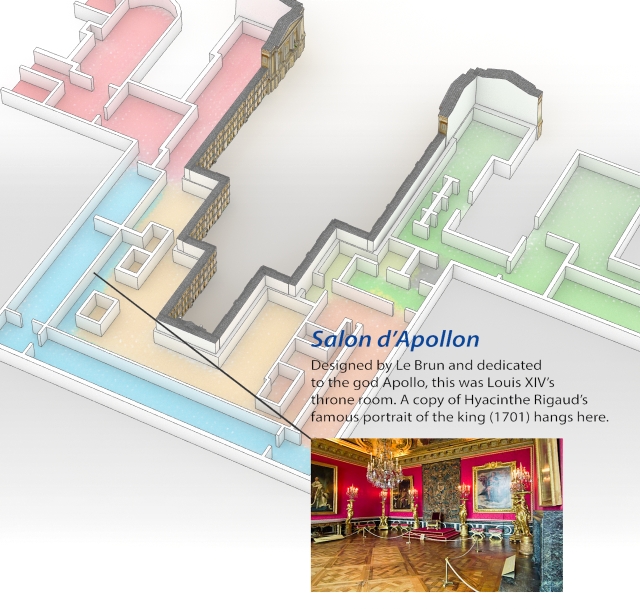 Salon d’Apollon
Designed by Le Brun and dedicated
to the god Apollo, this was Louis XIV’s
throne room. A copy of Hyacinthe Rigaud’s
famous portrait of the king (1701) hangs here.